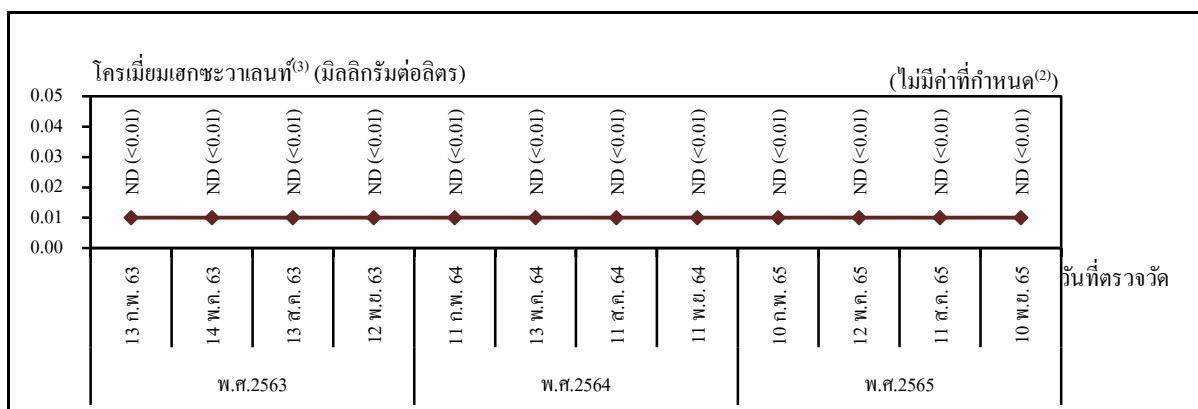 โครเมี่ยมเฮกซะวาเลนท์⁽³⁾ (มิลลิกรัมต่อลิตร)
(ไม่มีค่าที่กำหนด⁽²⁾)
0.05
0.04
0.03
0.02
0.01
0.00
ND (<0.01)
ND (<0.01)
ND (<0.01)
ND (<0.01)
ND (<0.01)
ND (<0.01)
ND (<0.01)
ND (<0.01)
ND (<0.01)
ND (<0.01)
ND (<0.01)
ND (<0.01)
13 ก.พ. 63
14 พ.ค. 63
13 ส.ค. 63
12 พ.ย. 63
11 ก.พ. 64
13 พ.ค. 64
11 ส.ค. 64
11 พ.ย. 64
10 ก.พ. 65
12 พ.ค. 65
11 ส.ค. 65
10 พ.ย. 65
วันที่ตรวจวัด
พ.ศ.2563
พ.ศ.2564
พ.ศ.2565